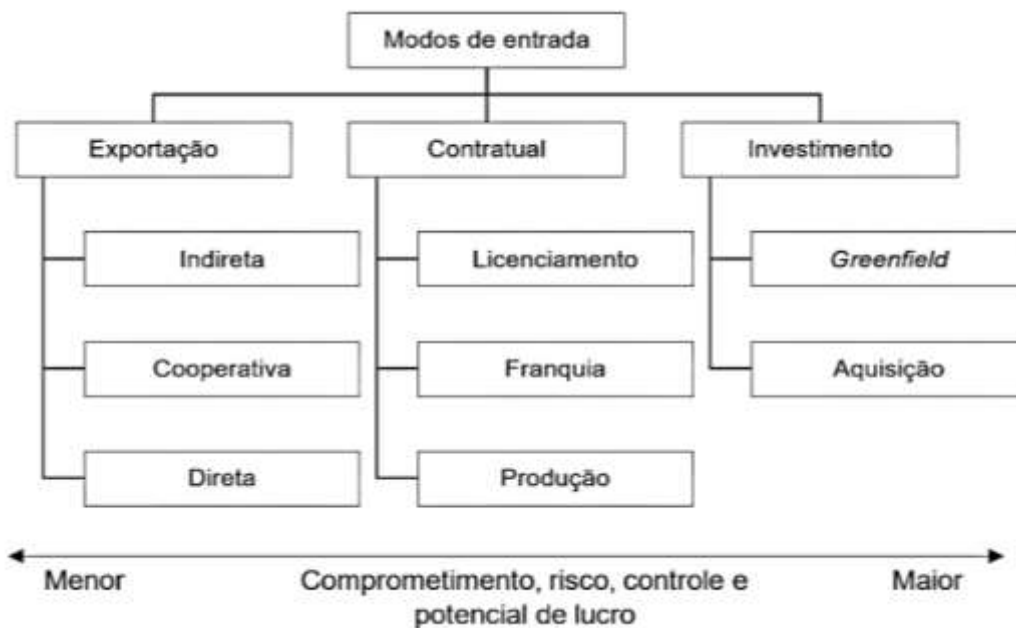 Modos de entrada
Exportação
Contratual
Investimento
Indireta
Licenciamento
Greenfield
Cooperativa
Franquia
Aquisição
Direta
Produção
Menor
Comprometimento, risco, controle e
potencial de lucro
Maior